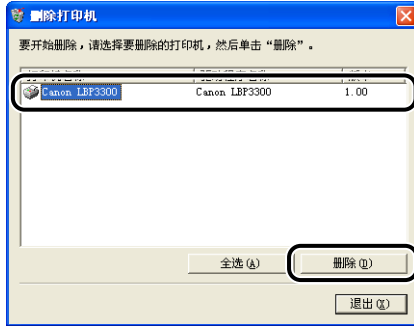 删除打印机
要开始删除，请选择要删除的打印机，然后单击“删除”。
Canon LBP3300 Canon LBP3300 1.00
全选(A) 删除(D)
退出(X)